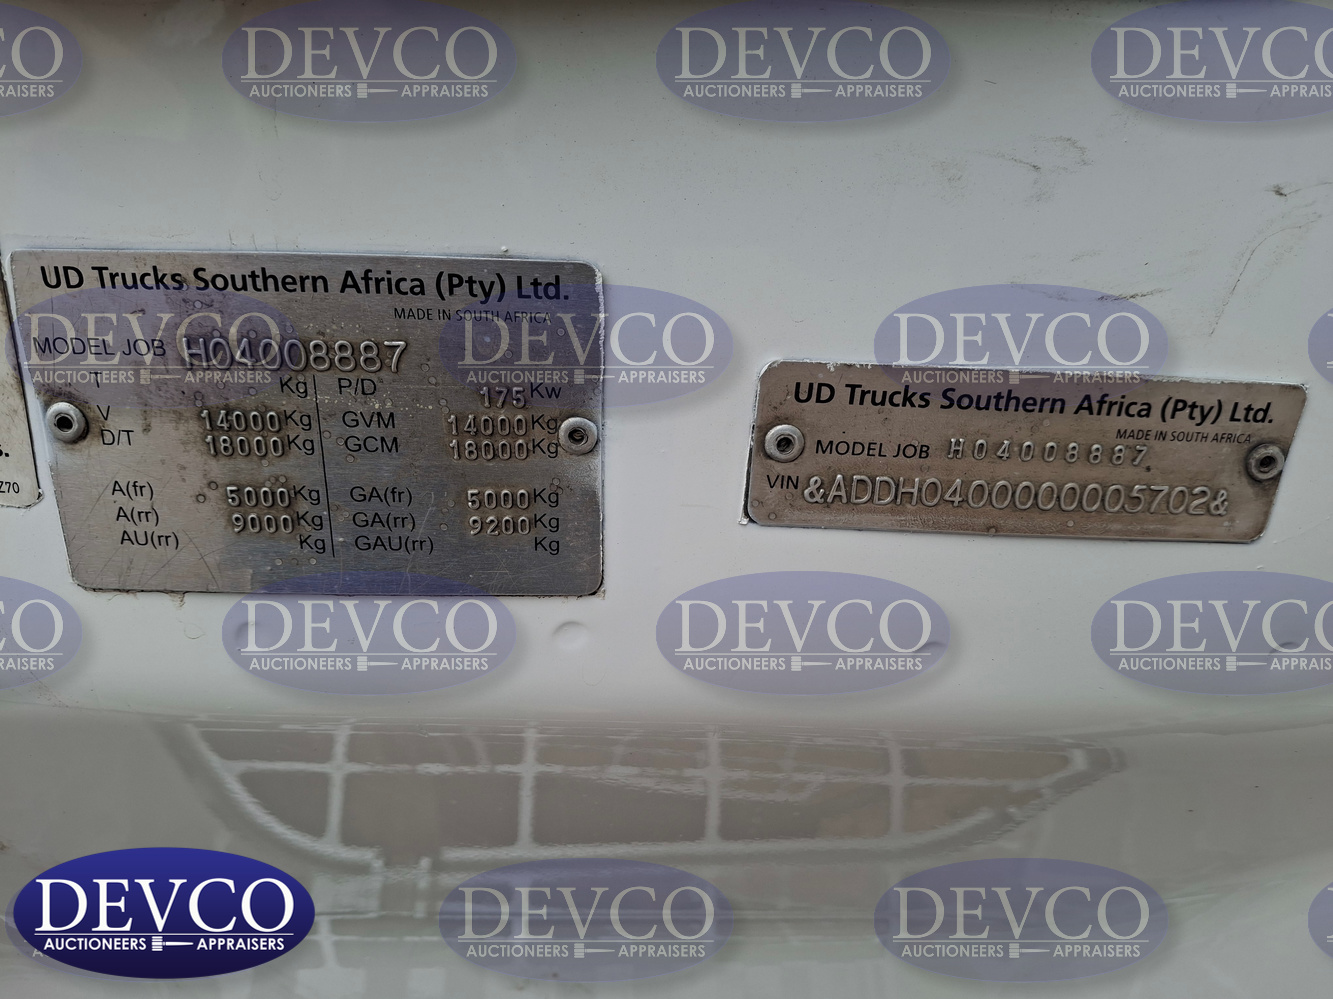 UD Trucks Southern Africa (Pty) Ltd.
MADE IN SOUTH AFRICA
MODEL JOB H04008887
T Kg P/D 175 Kw
V 14000 Kg GVM 14000 Kg
D/T 18000 Kg GCM 18000 Kg
A(fr) 5000 Kg GA(fr) 5000 Kg
A(rr) 9000 Kg GA(rr) 9200 Kg
AU(rr) Kg GAU(rr) Kg
UD Trucks Southern Africa (Pty) Ltd.
MADE IN SOUTH AFRICA
MODEL JOB H04008887
VIN &ADDH0400000005702&
s.
Z70
DEVCO
AUCTIONEERS APPRAISERS